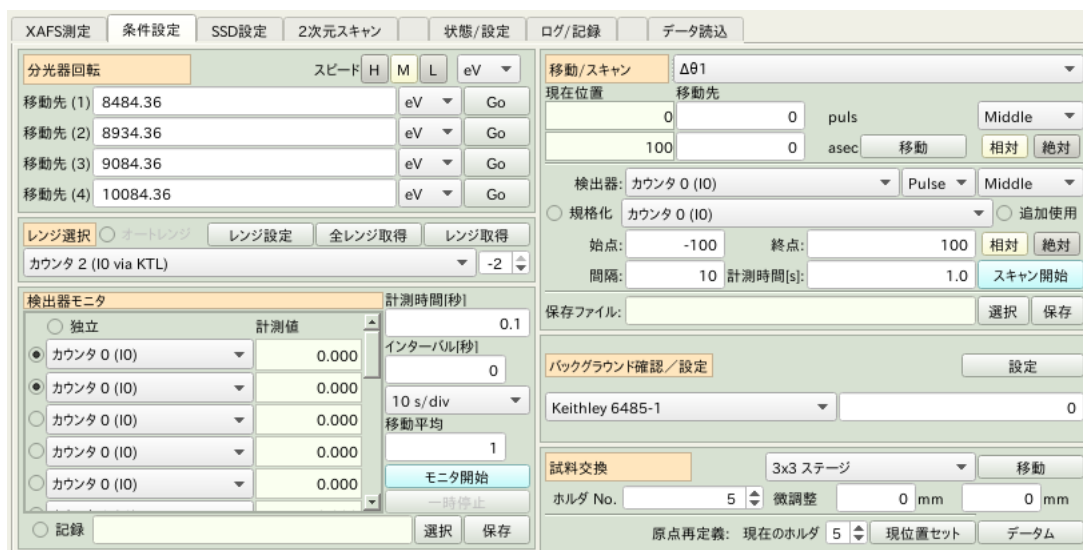 XAFS測定 条件設定 SSD設定 2次元スキャン 状態/設定 ログ/記録 データ読込
分光器回転 スピード H M L eV
移動先 (1) 8484.36 eV Go
移動先 (2) 8934.36 eV Go
移動先 (3) 9084.36 eV Go
移動先 (4) 10084.36 eV Go
レンジ選択 オートレンジ レンジ設定 全レンジ取得 レンジ取得
カウンタ 2 (I0 via KTL) -2
検出器モニタ
独立 計測値
カウンタ 0 (I0) 0.000
カウンタ 0 (I0) 0.000
カウンタ 0 (I0) 0.000
カウンタ 0 (I0) 0.000
カウンタ 0 (I0) 0.000
計測時間[秒]
0.1
インターバル[秒]
0
10 s/div
移動平均
1
モニタ開始
一時停止
記録 選択 保存
移動/スキャン Δθ1
現在位置 移動先
0 0 puls Middle
100 0 asec 移動 相対 絶対
検出器: カウンタ 0 (I0) Pulse Middle
規格化 カウンタ 0 (I0) 追加使用
始点: -100 終点: 100 相対 絶対
間隔: 10 計測時間[s]: 1.0 スキャン開始
保存ファイル: 選択 保存
バックグラウンド確認／設定 設定
Keithley 6485-1 0
試料交換 3x3 ステージ 移動
ホルダ No. 5 微調整 0 mm 0 mm
原点再定義: 現在のホルダ 5 現位置セット データム